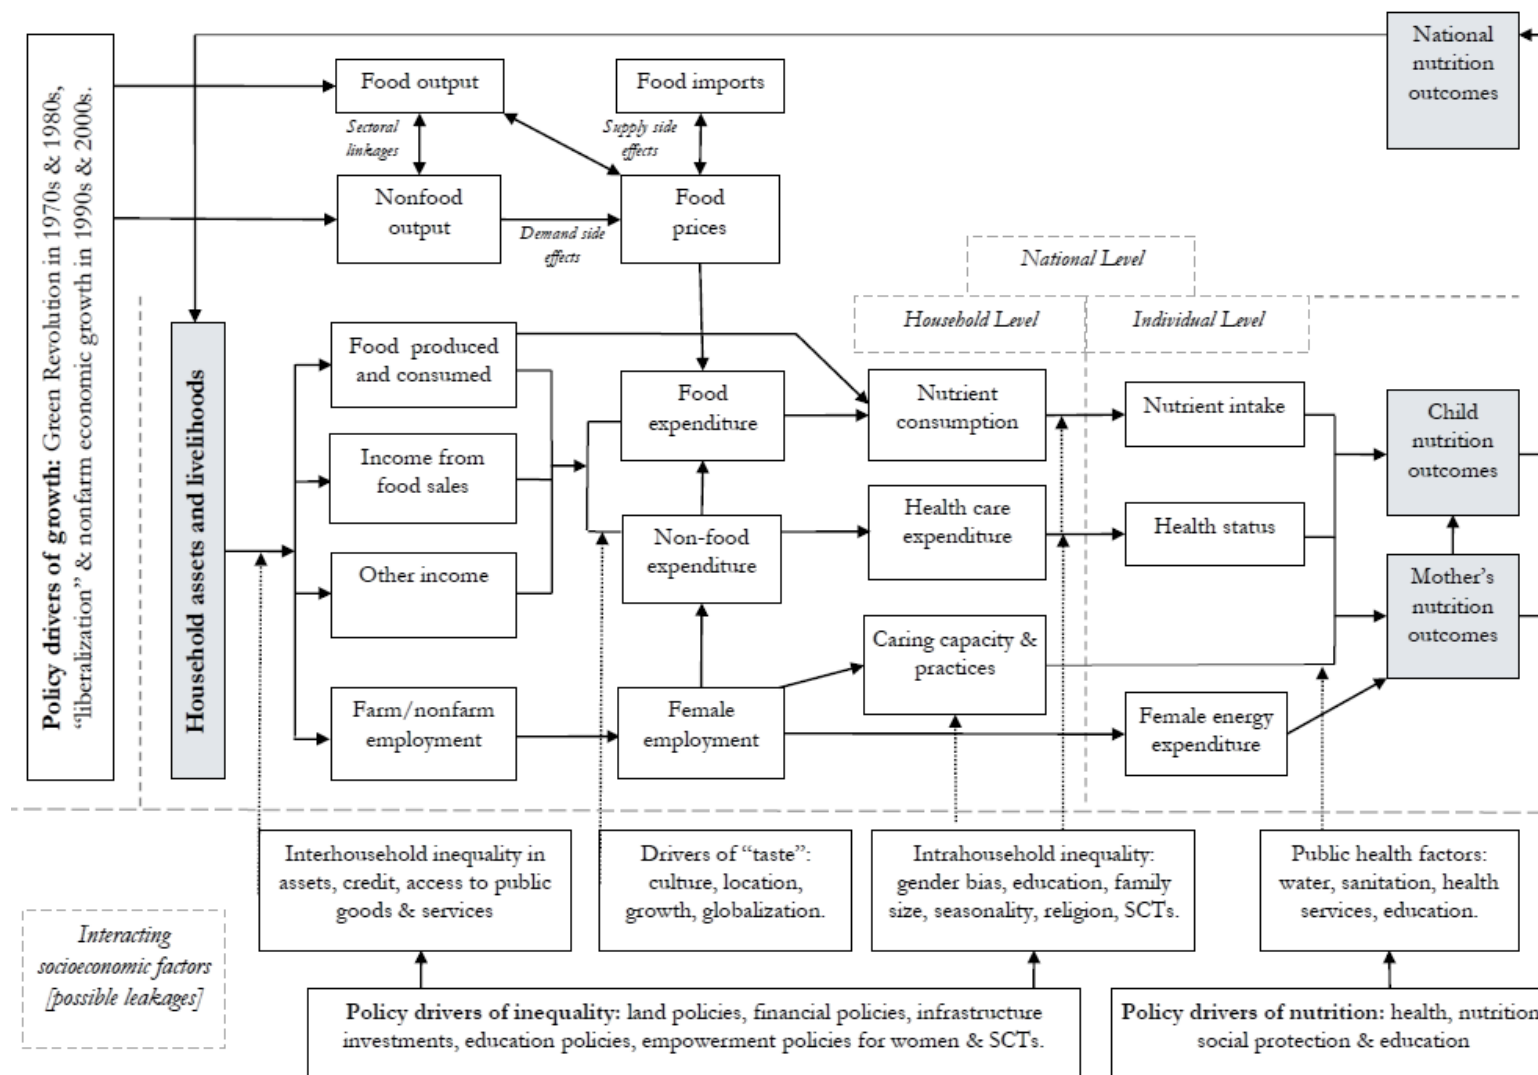 Policy drivers of growth: Green Revolution in 1970s & 1980s,
“liberalization” & nonfarm economic growth in 1990s & 2000s.
Food output
Food imports
National
nutrition
outcomes
Sectoral
linkages
Supply side
effects
Nonfood
output
Demand side
effects
Food
prices
National Level
Household Level
Individual Level
Household assets and livelihoods
Food produced
and consumed
Income from
food sales
Other income
Farm/nonfarm
employment
Food
expenditure
Non-food
expenditure
Female
employment
Nutrient
consumption
Health care
expenditure
Caring capacity &
practices
Nutrient intake
Health status
Female energy
expenditure
Child
nutrition
outcomes
Mother’s
nutrition
outcomes
Interhousehold inequality in
assets, credit, access to public
goods & services
Drivers of “taste”:
culture, location,
growth, globalization.
Intrahousehold inequality:
gender bias, education, family
size, seasonality, religion, SCTs.
Public health factors:
water, sanitation, health
services, education.
Interacting
socioeconomic factors
[possible leakages]
Policy drivers of inequality: land policies, financial policies, infrastructure
investments, education policies, empowerment policies for women & SCTs.
Policy drivers of nutrition: health, nutrition
social protection & education